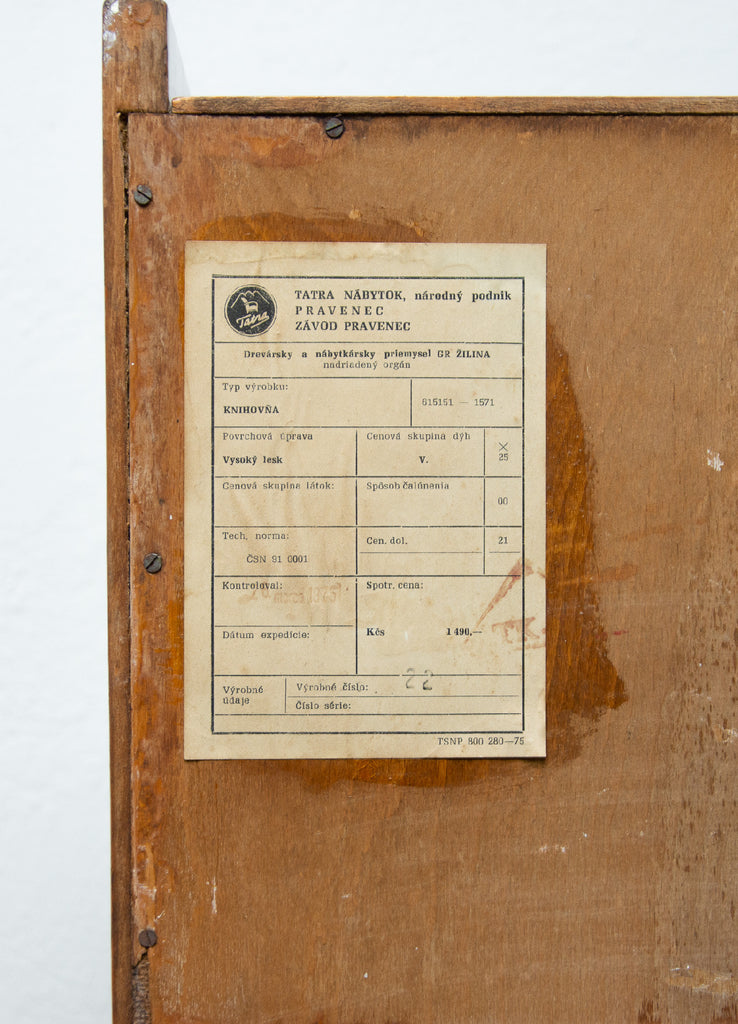 Tatra
TATRA NÁBYTOK, národný podnik
PRAVENEC
ZÁVOD PRAVENEC
Drevársky a nábytkársky priemysel GR ŽILINA
nadriadený orgán
Typ výrobku:
KNIHOVŇA
615151 — 1571
Povrchová úprava
Vysoký lesk
Cenová skupina dýh
V.
X
25
Cenová skupina látok:
Spôsob čalúnenia
00
Tech. norma:
ČSN 91 0001
Cen. dol.
21
Kontroloval:
Spotr. cena:
Dátum expedície:
Kčs 1 490,—
Výrobné
údaje
Výrobné číslo: 22
Číslo série:
TSNP 800 280—75